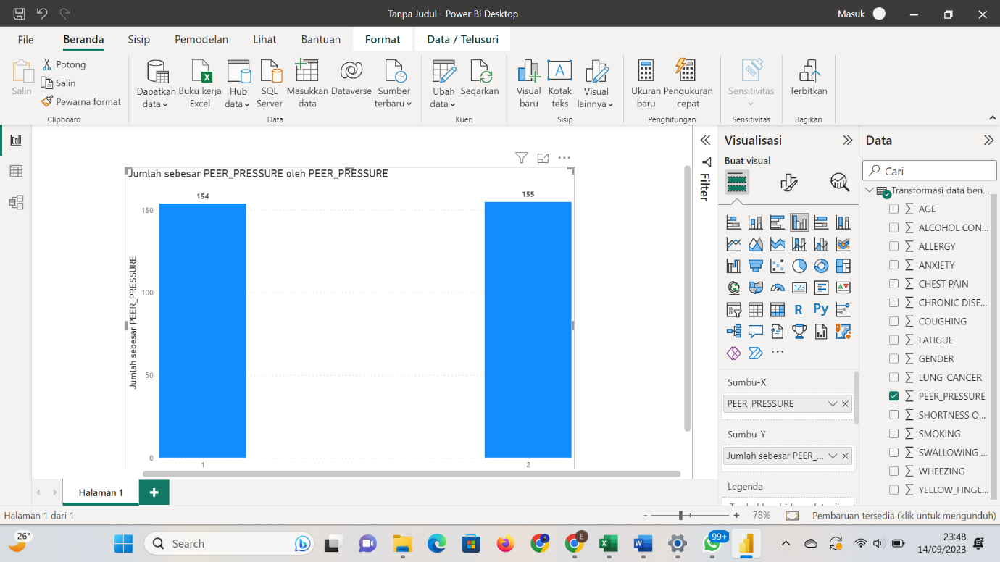 Tanpa Judul - Power BI Desktop
Masuk
File
Beranda
Sisip
Pemodelan
Lihat
Bantuan
Format
Data / Telusuri
Salin
Potong
Salin
Pewarna format
Clipboard
Dapatkan
data
Buku kerja
Excel
Hub
data
SQL
Server
Masukkan
data
Dataverse
Sumber
terbaru
Data
Ubah
data
Segarkan
Kueri
Visual
baru
Kotak
teks
Visual
lainnya
Sisip
Ukuran
baru
Pengukuran
cepat
Penghitungan
Sensitivitas
Sensitivitas
Terbitkan
Bagikan
Jumlah sebesar PEER_PRESSURE oleh PEER_PRESSURE
154
155
150
100
50
0
1
2
Jumlah sebesar PEER_PRESSURE
Filter
Visualisasi
Buat visual
123
R
Py
Sumbu-X
PEER_PRESSURE
Sumbu-Y
Jumlah sebesar PEER_...
Legenda
Data
Cari
Transformasi data ben...
AGE
ALCOHOL CON...
ALLERGY
ANXIETY
CHEST PAIN
CHRONIC DISE...
COUGHING
FATIGUE
GENDER
LUNG_CANCER
PEER_PRESSURE
SHORTNESS O...
SMOKING
SWALLOWING ...
WHEEZING
YELLOW_FINGE...
Halaman 1
Halaman 1 dari 1
78%
Pembaruan tersedia (klik untuk mengunduh)
26°
Search
E
99+
23:48
14/09/2023